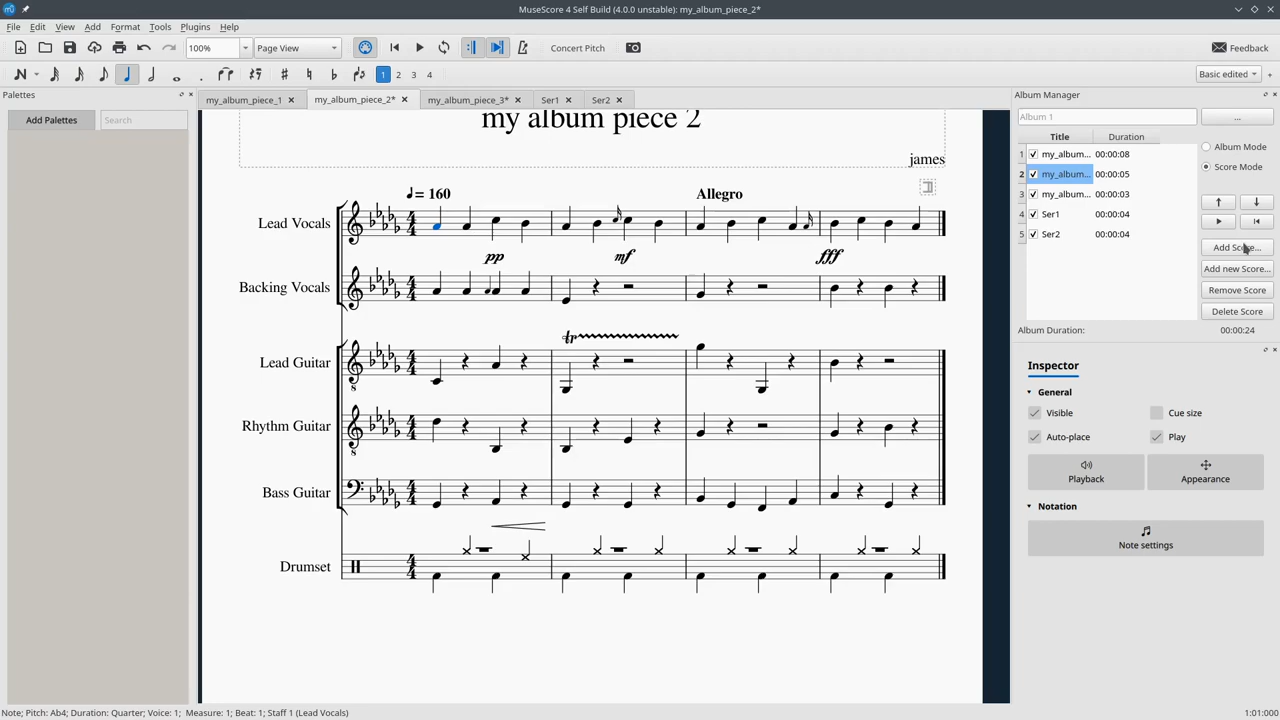 MuseScore 4 Self Build (4.0.0 unstable): my_album_piece_2*
File Edit View Add Format Tools Plugins Help
100% Page View Concert Pitch Feedback
1 2 3 4 Basic edited
Palettes
my_album_piece_1 my_album_piece_2* my_album_piece_3* Ser1 Ser2
Add Palettes Search
my album piece 2
james
= 160 Allegro
Lead Vocals
pp mf fff
Backing Vocals
tr
Lead Guitar
8
Rhythm Guitar
8
Bass Guitar
Drumset
Album Manager
Album 1 ...
Title Duration
1 my_album... 00:00:08
2 my_album... 00:00:05
3 my_album... 00:00:03
4 Ser1 00:00:04
5 Ser2 00:00:04
Album Mode
Score Mode
Add Score...
Add new Score...
Remove Score
Delete Score
Album Duration: 00:00:24
Inspector
General
Visible Cue size
Auto-place Play
Playback Appearance
Notation
Note settings
Note; Pitch: Ab4; Duration: Quarter; Voice: 1; Measure: 1; Beat: 1; Staff 1 (Lead Vocals) 1:01:000